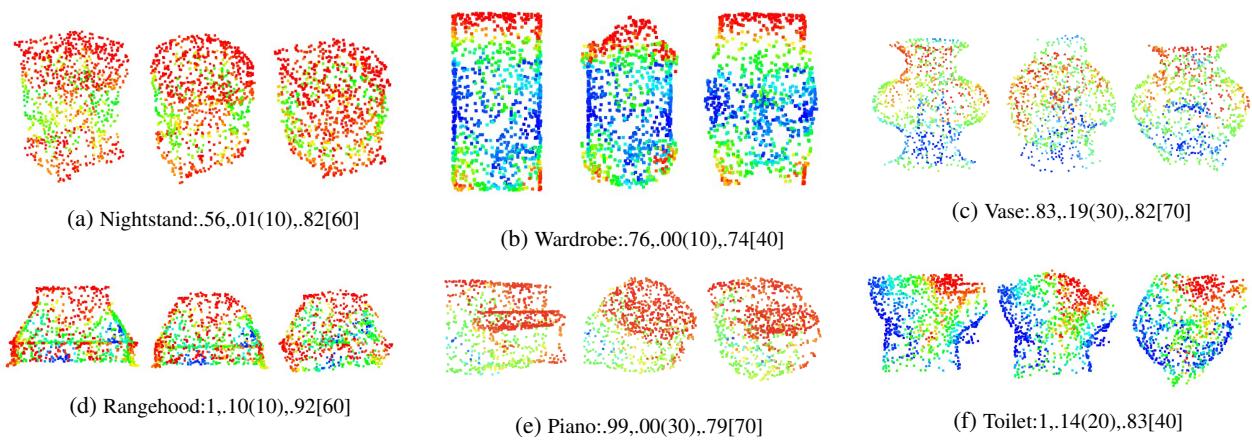 (a) Nightstand:.56,.01(10),.82[60]
(b) Wardrobe:.76,.00(10),.74[40]
(c) Vase:.83,.19(30),.82[70]
(d) Rangehood:1,.10(10),.92[60]
(e) Piano:.99,.00(30),.79[70]
(f) Toilet:1,.14(20),.83[40]